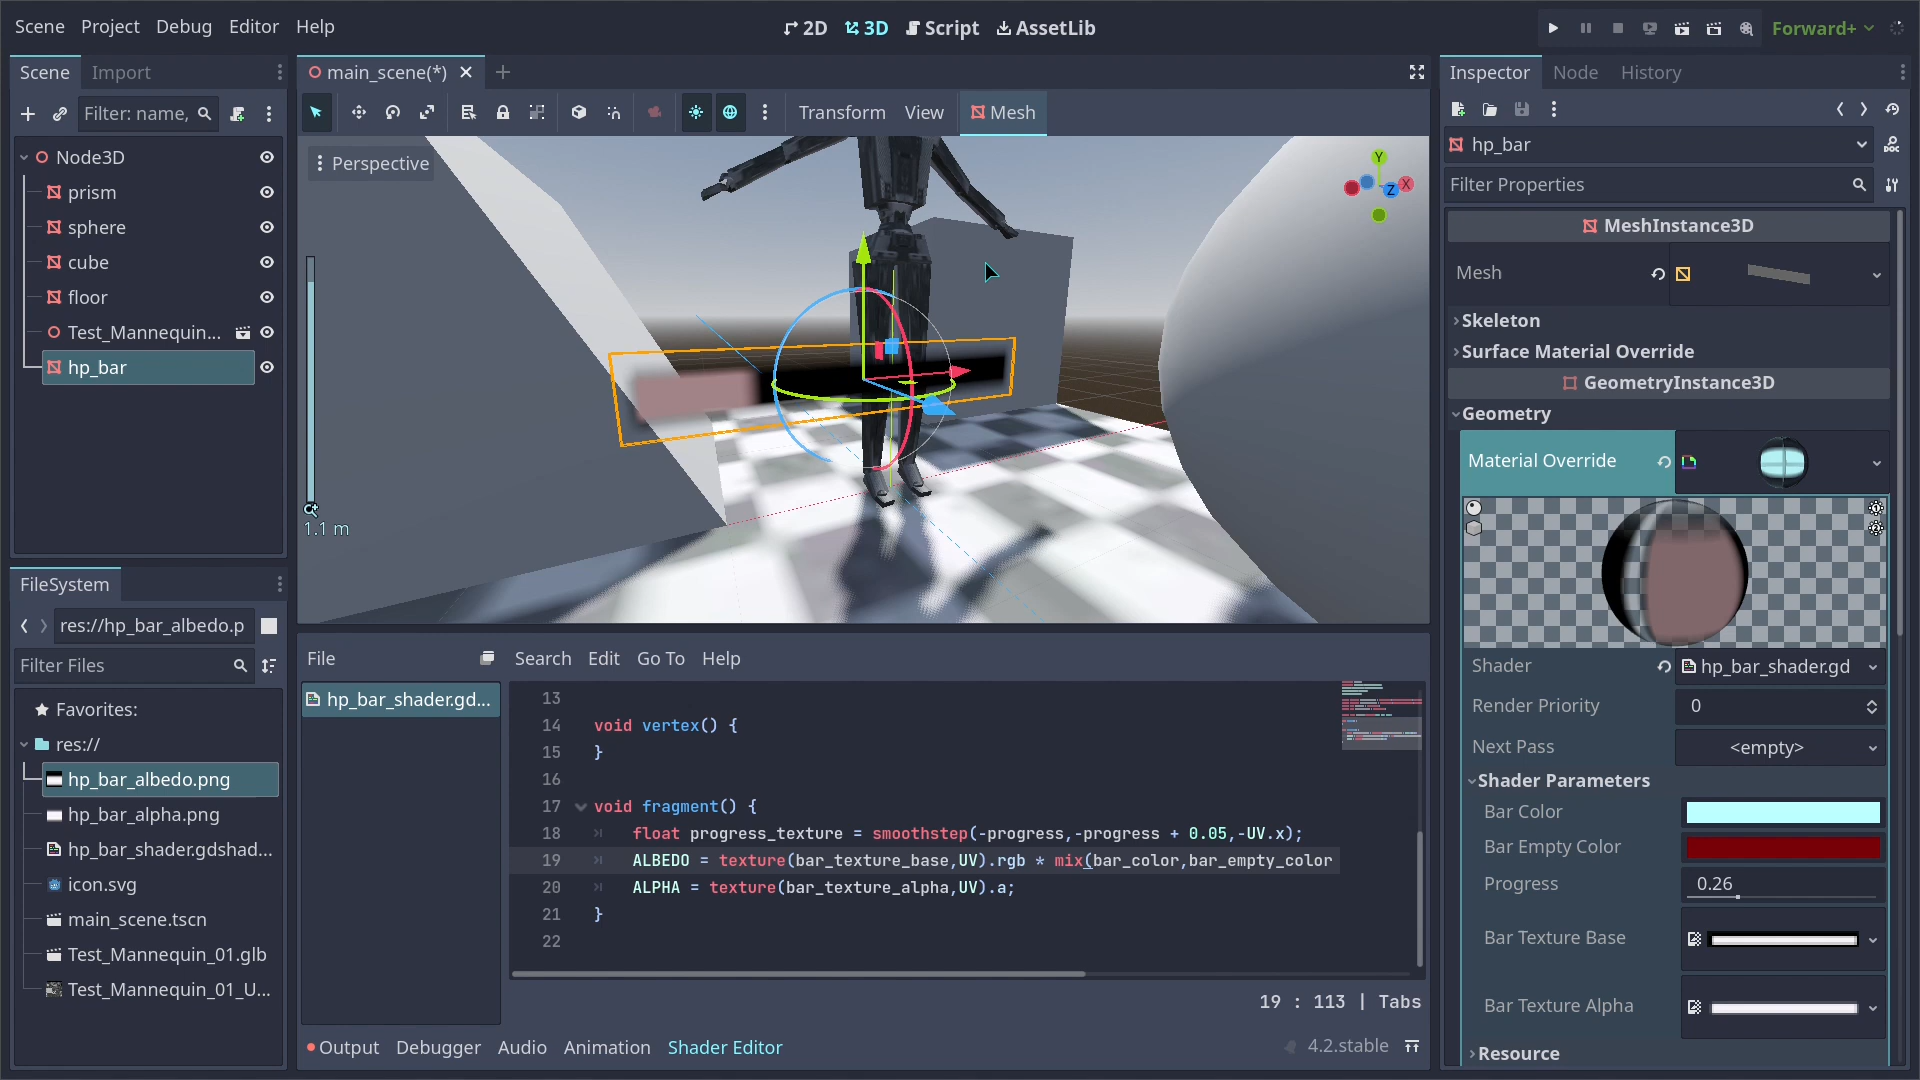 Scene Project Debug Editor Help
2D 3D Script AssetLib
Forward+
Scene Import
Filter: name,
Node3D
prism
sphere
cube
floor
Test_Mannequin...
hp_bar
FileSystem
res://hp_bar_albedo.p
Filter Files
Favorites:
res://
hp_bar_albedo.png
hp_bar_alpha.png
hp_bar_shader.gdshad...
icon.svg
main_scene.tscn
Test_Mannequin_01.glb
Test_Mannequin_01_U...
main_scene(*)
Transform View Mesh
Perspective
Y
Z X
1.1 m
File Search Edit Go To Help
hp_bar_shader.gd...
13
14 void vertex() {
15 }
16
17 void fragment() {
18 float progress_texture = smoothstep(-progress,-progress + 0.05,-UV.x);
19 ALBEDO = texture(bar_texture_base,UV).rgb * mix(bar_color,bar_empty_color
20 ALPHA = texture(bar_texture_alpha,UV).a;
21 }
22
19 : 113 | Tabs
Output Debugger Audio Animation Shader Editor
4.2.stable
Inspector Node History
hp_bar
Filter Properties
MeshInstance3D
Mesh
Skeleton
Surface Material Override
GeometryInstance3D
Geometry
Material Override
Shader hp_bar_shader.gd
Render Priority 0
Next Pass <empty>
Shader Parameters
Bar Color
Bar Empty Color
Progress 0.26
Bar Texture Base
Bar Texture Alpha
Resource